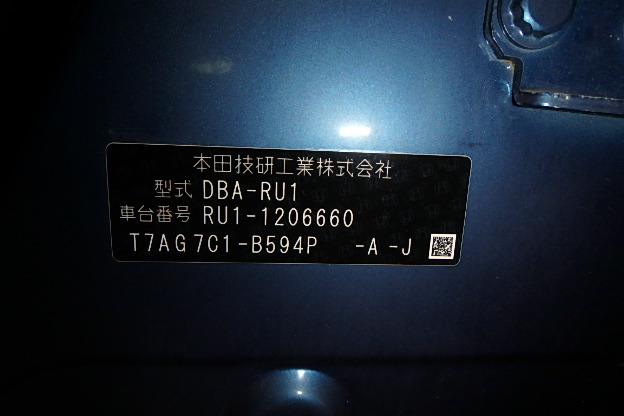 本田技研工業株式会社
型式 DBA-RU1
車台番号 RU1-1206660
T7AG7C1-B594P -A-J